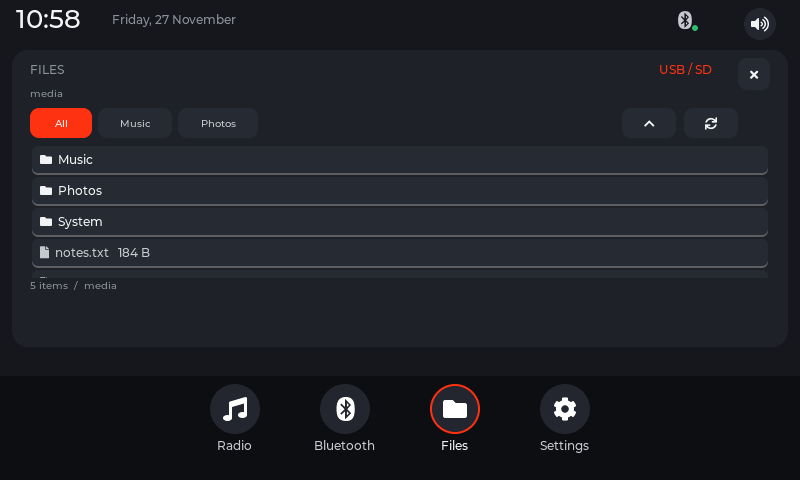 10:58 Friday, 27 November
FILES USB / SD
media
All Music Photos
Music
Photos
System
notes.txt 184 B
5 items / media
Radio Bluetooth Files Settings